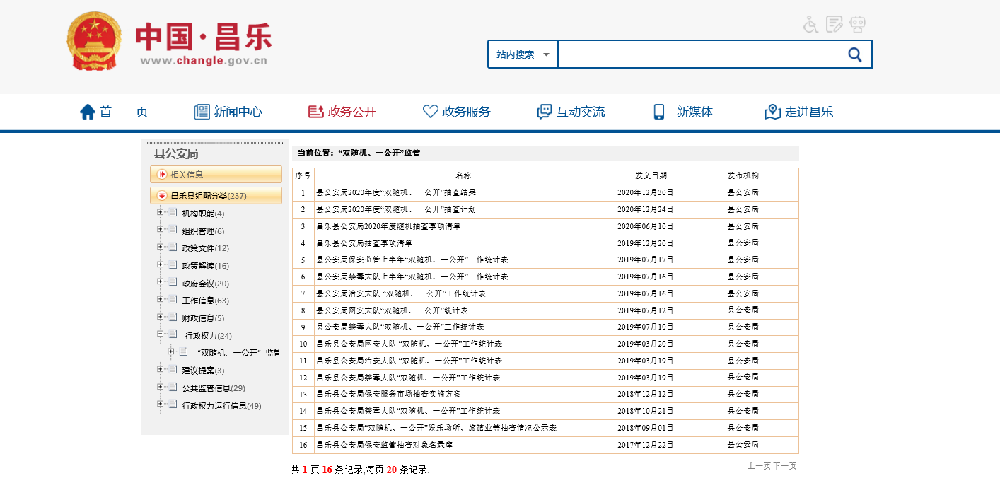 中国·昌乐
www.changle.gov.cn
站内搜索
首 页 新闻中心 政务公开 政务服务 互动交流 新媒体 走进昌乐
县公安局
相关信息
昌乐县组配分类(237)
机构职能(4)
组织管理(6)
政策文件(12)
政策解读(16)
政府会议(20)
工作信息(63)
财政信息(5)
行政权力(24)
“双随机、一公开”监管
建议提案(3)
公共监管信息(29)
行政权力运行信息(49)
当前位置：“双随机、一公开”监管
序号 名称 发文日期 发布机构
1 县公安局2020年度“双随机、一公开”抽查结果 2020年12月30日 县公安局
2 县公安局2020年度“双随机、一公开”抽查计划 2020年12月24日 县公安局
3 昌乐县公安局2020年度随机抽查事项清单 2020年06月10日 县公安局
4 昌乐县公安局抽查事项清单 2019年12月20日 县公安局
5 县公安局保安监管上半年“双随机、一公开”工作统计表 2019年07月17日 县公安局
6 县公安局禁毒大队上半年“双随机、一公开”工作统计表 2019年07月16日 县公安局
7 县公安局治安大队 “双随机、一公开”工作统计表 2019年07月16日 县公安局
8 县公安局网安大队“双随机、一公开”统计表 2019年07月12日 县公安局
9 县公安局禁毒大队“双随机、一公开”工作统计表 2019年07月10日 县公安局
10 昌乐县公安局网安大队 “双随机、一公开”工作统计表 2019年03月20日 县公安局
11 昌乐县公安局治安大队 “双随机、一公开”工作统计表 2019年03月19日 县公安局
12 昌乐县公安局禁毒大队“双随机、一公开”工作统计表 2019年03月19日 县公安局
13 昌乐县公安局保安服务市场抽查实施方案 2018年12月12日 县公安局
14 昌乐县公安局禁毒大队“双随机、一公开”工作统计表 2018年10月21日 县公安局
15 昌乐县公安局“双随机、一公开”娱乐场所、旅馆业等抽查情况公示表 2018年09月01日 县公安局
16 昌乐县公安局保安监管抽查对象名录库 2017年12月22日 县公安局
共 1 页 16 条记录,每页 20 条记录.
上一页 下一页